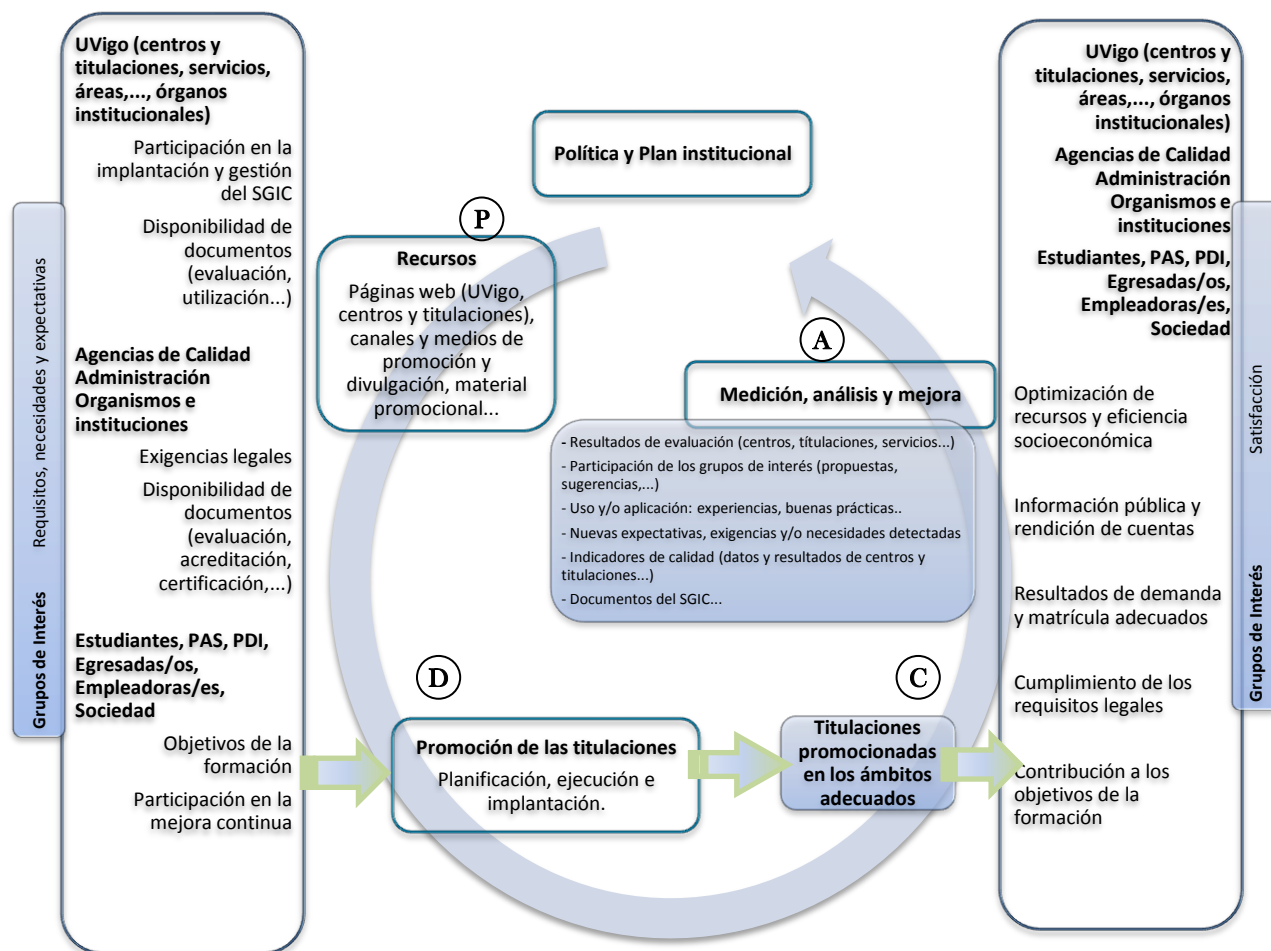 Grupos de Interés
Requisitos, necesidades y expectativas
UVigo (centros y
titulaciones, servicios,
áreas,..., órganos
institucionales)
Participación en la
implantación y gestión
del SGIC
Disponibilidad de
documentos
(evaluación,
utilización...)
Agencias de Calidad
Administración
Organismos e
instituciones
Exigencias legales
Disponibilidad de
documentos
(evaluación,
acreditación,
certificación,...)
Estudiantes, PAS, PDI,
Egresadas/os,
Empleadoras/es,
Sociedad
Objetivos de la
formación
Participación en la
mejora continua
Política y Plan institucional
P
Recursos
Páginas web (UVigo,
centros y titulaciones),
canales y medios de
promoción y
divulgación, material
promocional...
A
Medición, análisis y mejora
- Resultados de evaluación (centros, títulaciones, servicios...)
- Participación de los grupos de interés (propuestas,
sugerencias,...)
- Uso y/o aplicación: experiencias, buenas prácticas..
- Nuevas expectativas, exigencias y/o necesidades detectadas
- Indicadores de calidad (datos y resultados de centros y
titulaciones...)
- Documentos del SGIC...
D
Promoción de las titulaciones
Planificación, ejecución e
implantación.
C
Titulaciones
promocionadas
en los ámbitos
adecuados
UVigo (centros y
titulaciones, servicios,
áreas,..., órganos
institucionales)
Agencias de Calidad
Administración
Organismos e
instituciones
Estudiantes, PAS, PDI,
Egresadas/os,
Empleadoras/es,
Sociedad
Optimización de
recursos y eficiencia
socioeconómica
Información pública y
rendición de cuentas
Resultados de demanda
y matrícula adecuados
Cumplimiento de los
requisitos legales
Contribución a los
objetivos de la
formación
Grupos de Interés
Satisfacción